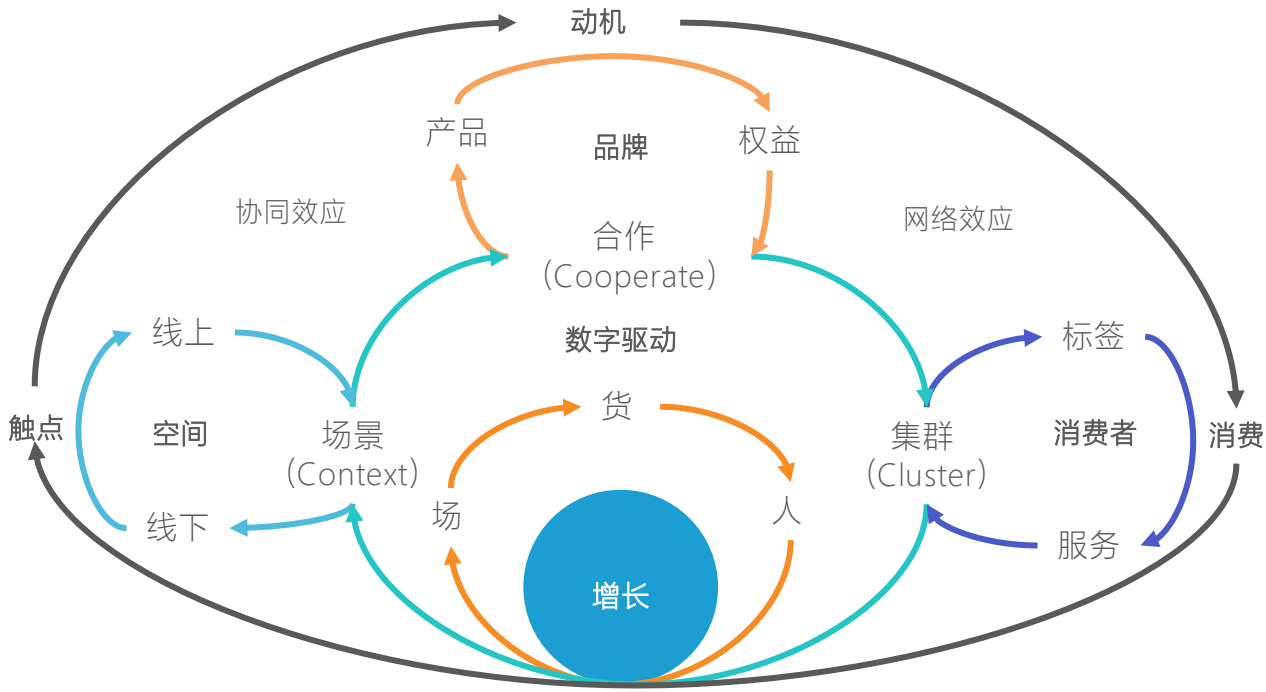 动机
产品
品牌
权益
协同效应
网络效应
合作
(Cooperate)
线上
数字驱动
标签
货
触点
空间
场景
(Context)
集群
(Cluster)
消费者
消费
场
人
线下
服务
增长